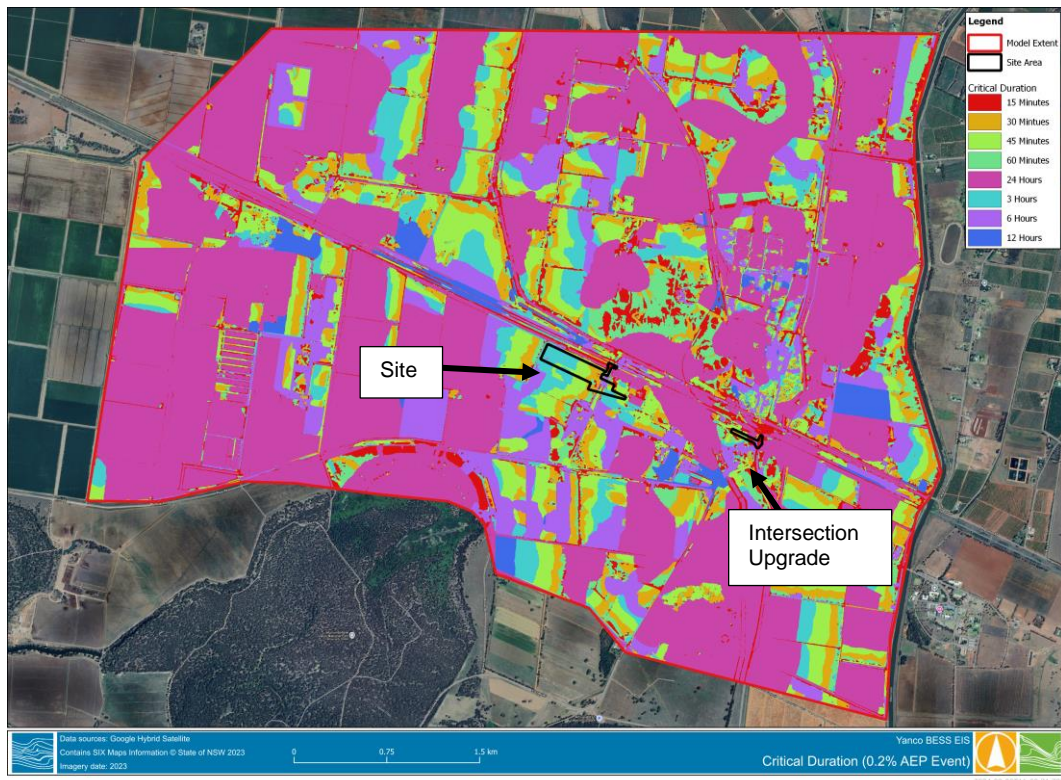 Legend
Model Extent
Site Area
Critical Duration
15 Minutes
30 Mintues
45 Minutes
60 Minutes
24 Hours
3 Hours
6 Hours
12 Hours
Site
Intersection
Upgrade
Data sources: Google Hybrid Satellite
Contains SIX Maps Information © State of NSW 2023
Imagery date: 2023
0 0.75 1.5 km
Yanco BESS EIS
Critical Duration (0.2% AEP Event)